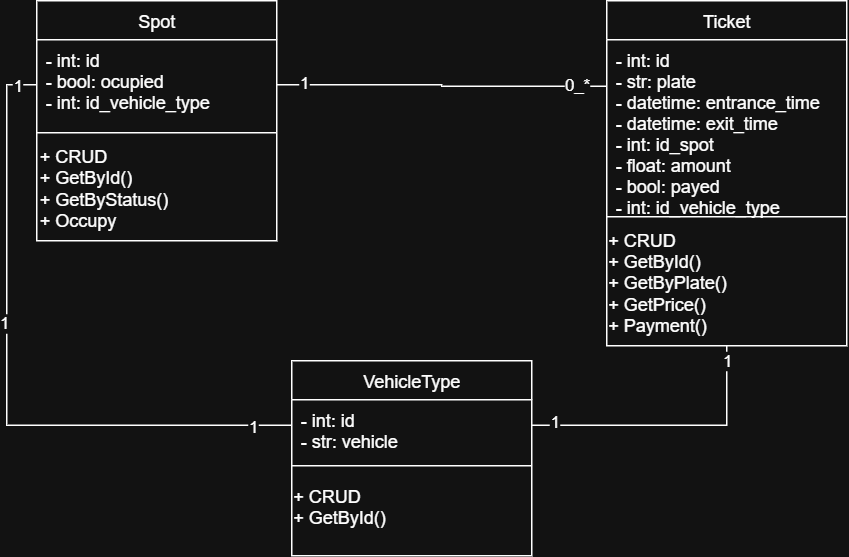 Spot
- int: id
- bool: ocupied
- int: id_vehicle_type
+ CRUD
+ GetById()
+ GetByStatus()
+ Occupy
1
0_*
Ticket
- int: id
- str: plate
- datetime: entrance_time
- datetime: exit_time
- int: id_spot
- float: amount
- bool: payed
- int: id_vehicle_type
+ CRUD
+ GetById()
+ GetByPlate()
+ GetPrice()
+ Payment()
1
1
1
VehicleType
- int: id
- str: vehicle
+ CRUD
+ GetById()
1
1